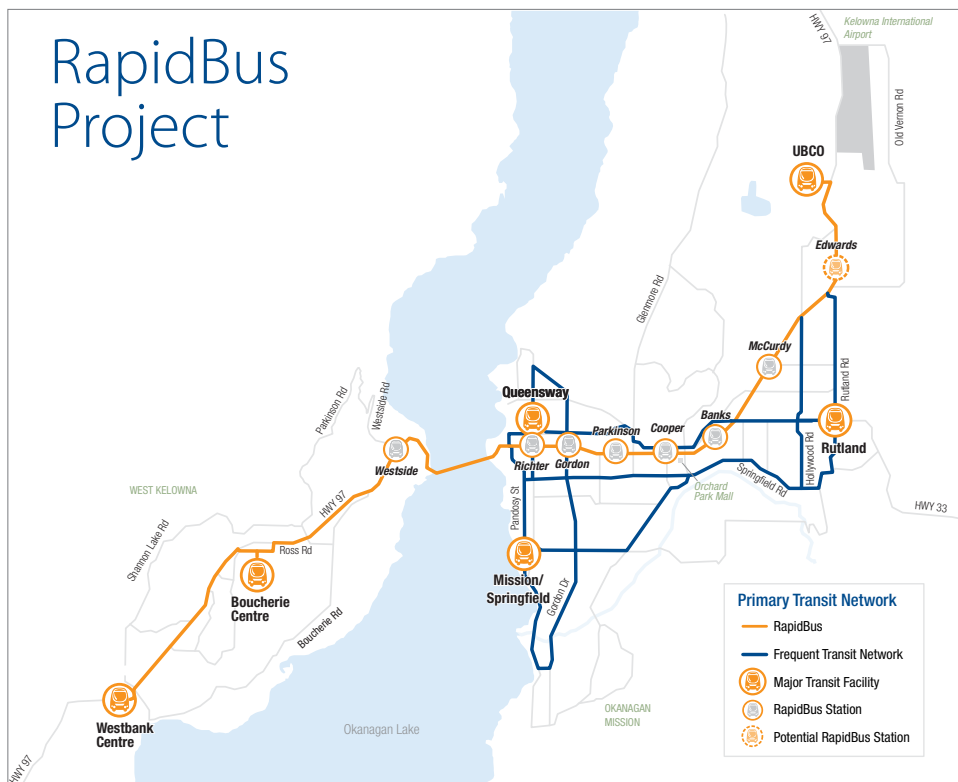 RapidBus
Project
HWY 97
Kelowna International
Airport
Old Vernon Rd
UBCO
Edwards
Glenmore Rd
McCurdy
Rutland Rd
Parkinson Rd
Westside Rd
Queensway
Banks
Cooper
Parkinson
Richter
Gordon
Rutland
Hollywood Rd
Westside
Springfield Rd
Orchard
Park Mall
WEST KELOWNA
HWY 97
Pandosy St
HWY 33
Shannon Lake Rd
Ross Rd
Boucherie
Centre
Mission/
Springfield
Gordon Dr
Boucherie Rd
Westbank
Centre
Okanagan Lake
OKANAGAN
MISSION
HWY 97
Primary Transit Network
RapidBus
Frequent Transit Network
Major Transit Facility
RapidBus Station
Potential RapidBus Station